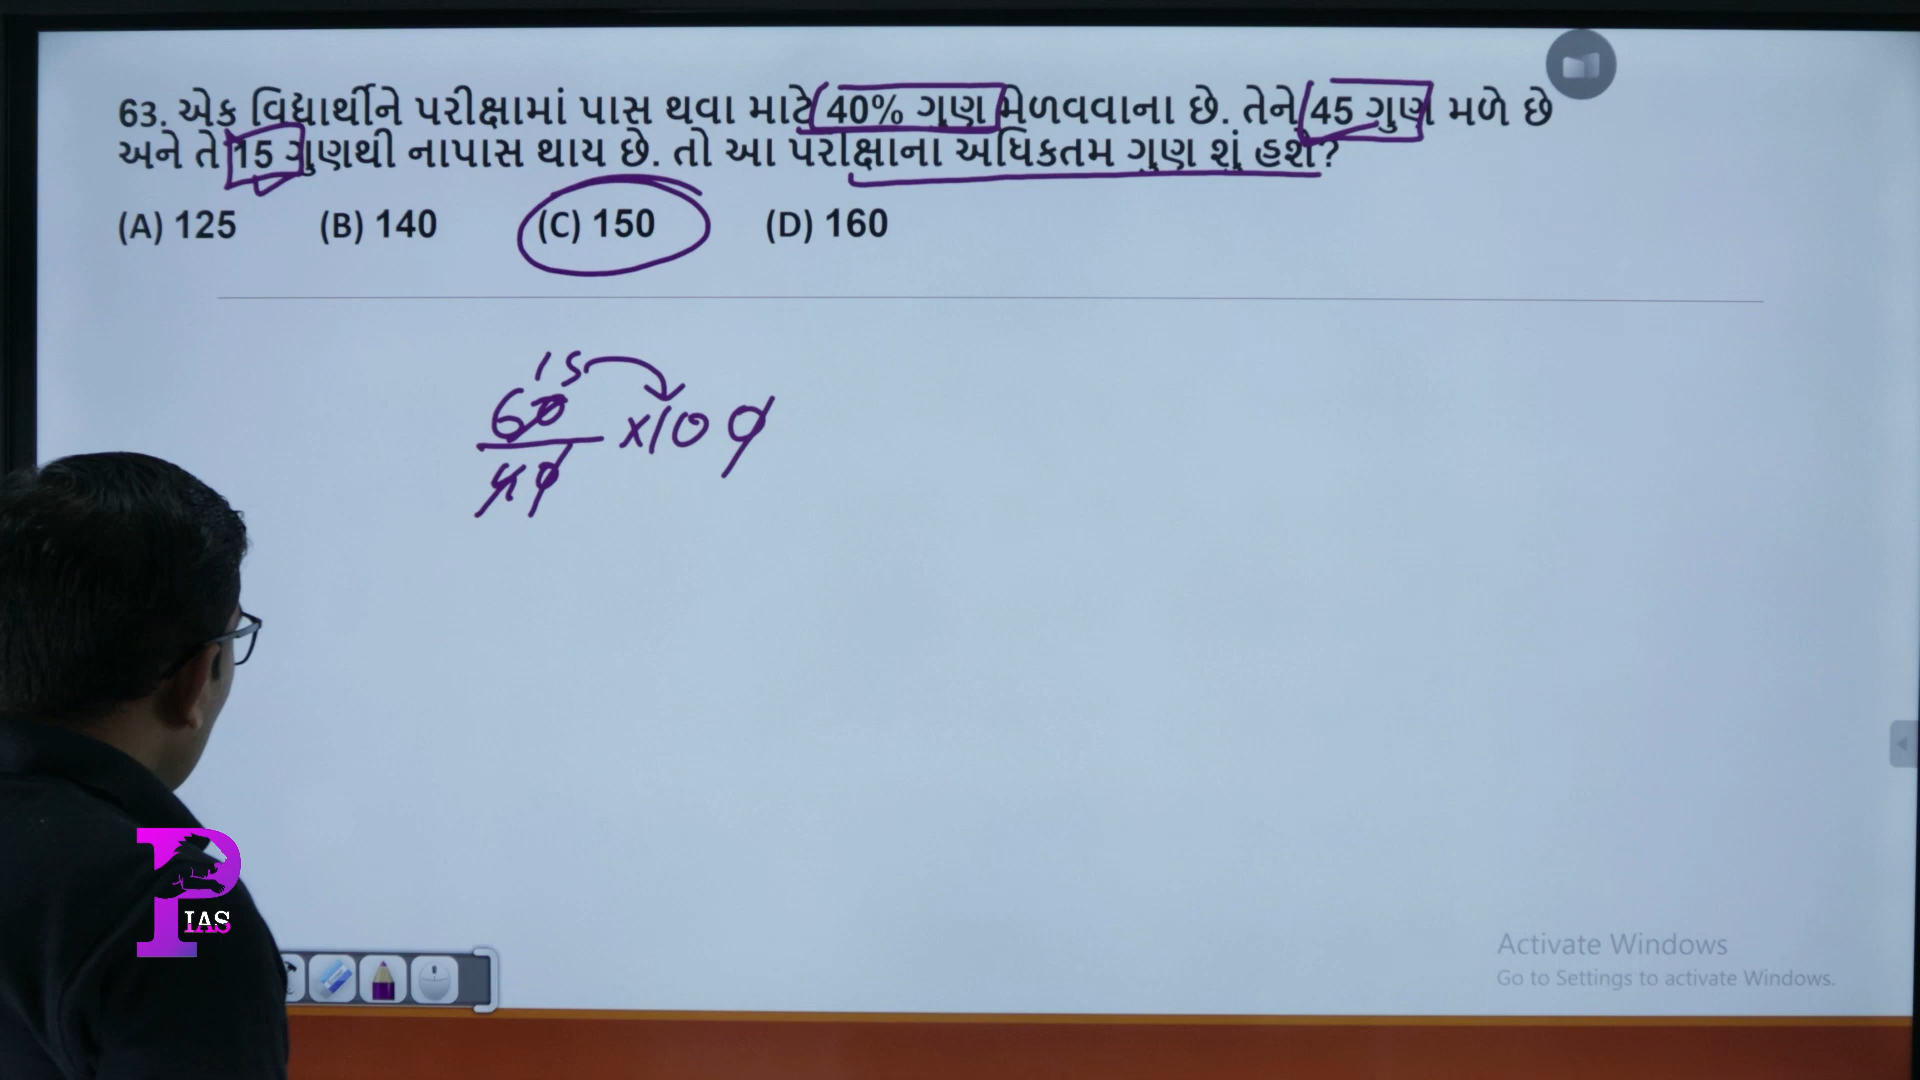 63. એક વિદ્યાર્થીને પરીક્ષામાં પાસ થવા માટે 40% ગુણ મેળવવાના છે. તેને 45 ગુણ મળે છે
અને તે 15 ગુણથી નાપાસ થાય છે. તો આ પરીક્ષાના અધિકતમ ગુણ શું હશે?
(A) 125 (B) 140 (C) 150 (D) 160
15
60 ×100
40
P IAS
Activate Windows
Go to Settings to activate Windows.